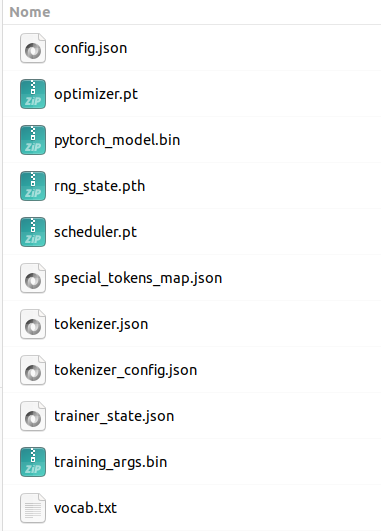 Nome
config.json
ZIP
optimizer.pt
ZIP
pytorch_model.bin
ZIP
rng_state.pth
ZIP
scheduler.pt
special_tokens_map.json
tokenizer.json
tokenizer_config.json
trainer_state.json
ZIP
training_args.bin
vocab.txt